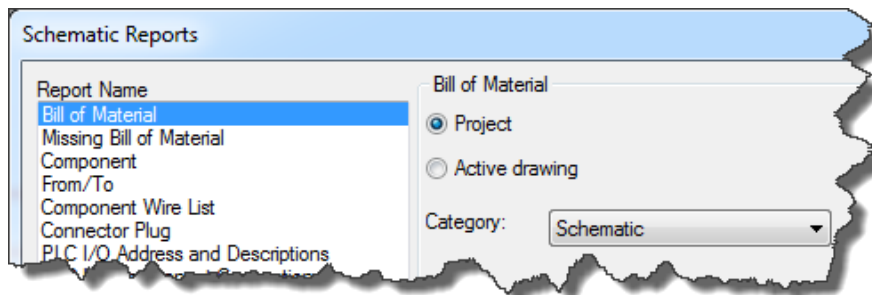 Schematic Reports
Report Name
Bill of Material
Missing Bill of Material
Component
From/To
Component Wire List
Connector Plug
PLC I/O Address and Descriptions
Bill of Material
Project
Active drawing
Category:
Schematic